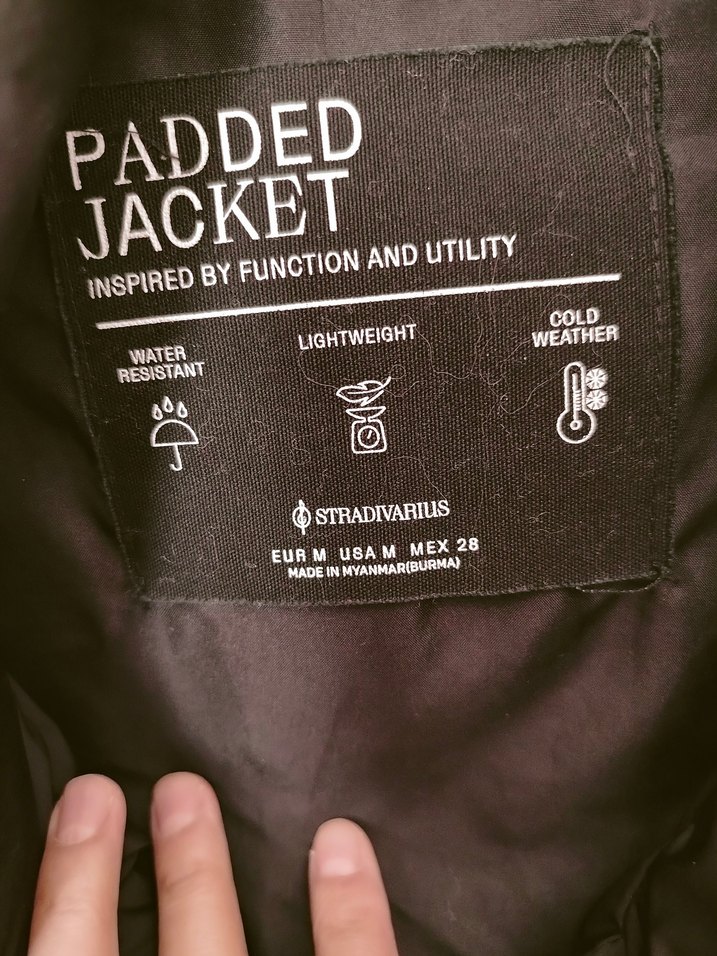 PADDED
JACKET
INSPIRED BY FUNCTION AND UTILITY
WATER
RESISTANT
LIGHTWEIGHT
COLD
WEATHER
STRADIVARIUS
EUR M USA M MEX 28
MADE IN MYANMAR(BURMA)